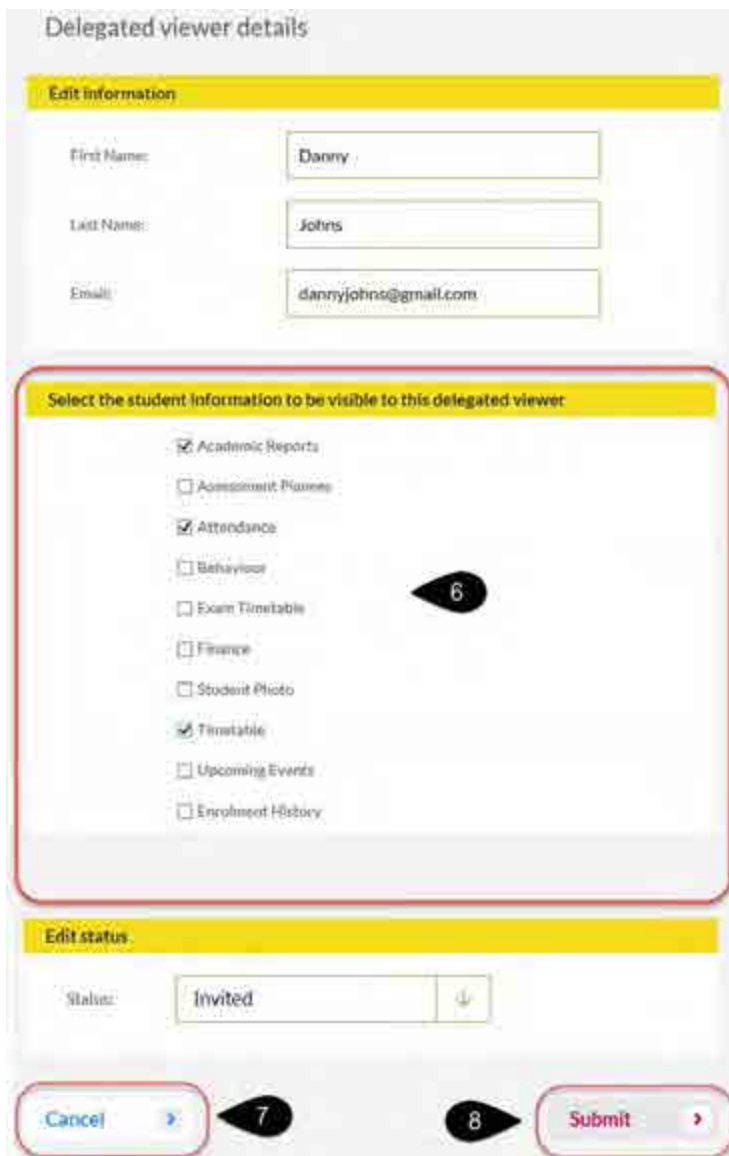 Delegated viewer details
Edit information
First Name: Danny
Last Name: Johns
Email: dannyjohns@gmail.com
Select the student information to be visible to this delegated viewer
Academic Reports
Assessment Planner
Attendance
Behaviour
6
Exam Timetable
Finance
Student Photo
Timetable
Upcoming Events
Enrolment History
Edit status
Status: Invited
Cancel 7 8 Submit